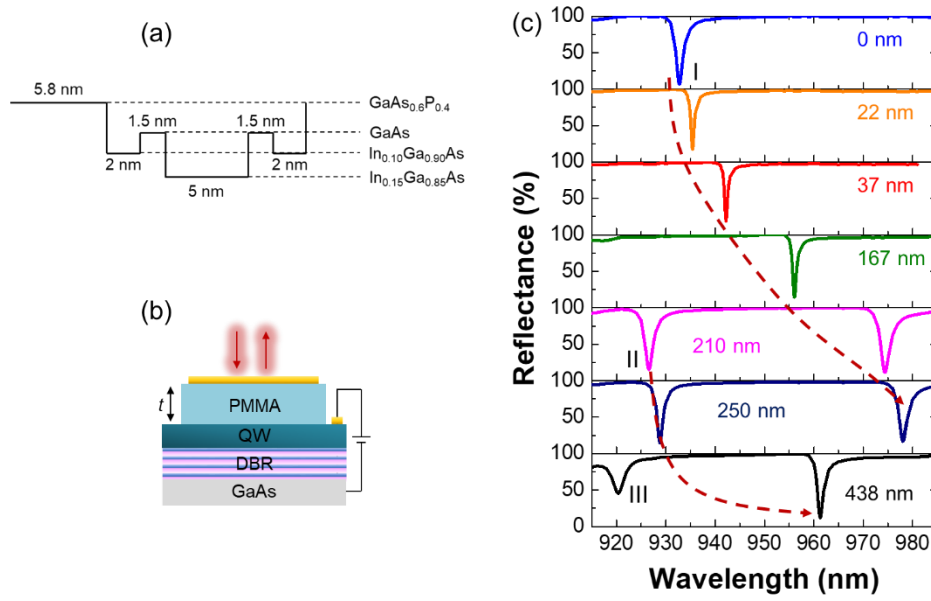 (a)
5.8 nm
GaAs0.6P0.4
1.5 nm
1.5 nm
GaAs
2 nm
2 nm
In0.10Ga0.90As
5 nm
In0.15Ga0.85As
(b)
t
PMMA
QW
DBR
GaAs
(c)
Reflectance (%)
100
50
0 nm
I
100
50
22 nm
100
50
37 nm
100
50
167 nm
100
50
II
210 nm
100
50
250 nm
100
50
0
III
438 nm
920 930 940 950 960 970 980
Wavelength (nm)